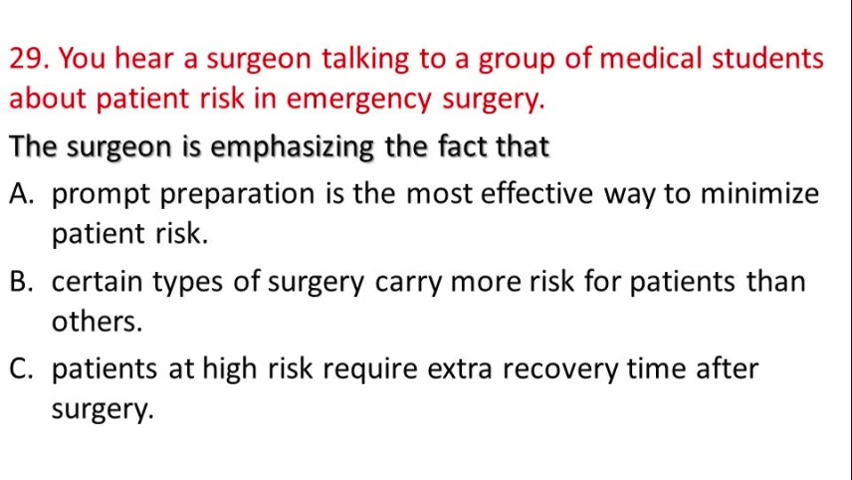 29. You hear a surgeon talking to a group of medical students
about patient risk in emergency surgery.
The surgeon is emphasizing the fact that
A. prompt preparation is the most effective way to minimize
patient risk.
B. certain types of surgery carry more risk for patients than
others.
C. patients at high risk require extra recovery time after
surgery.